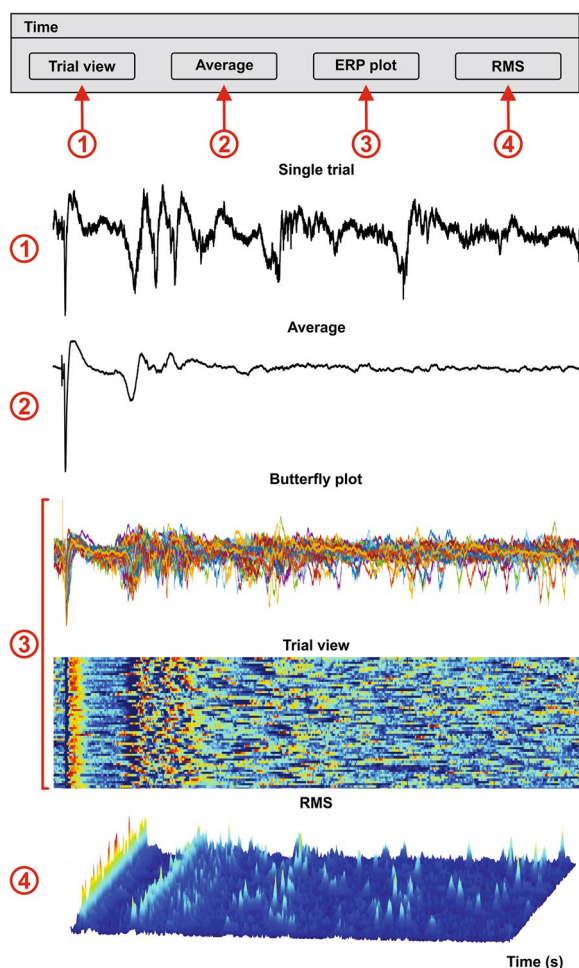 Time
Trial view Average ERP plot RMS
1 2 3 4
Single trial
1
Average
2
Butterfly plot
3
Trial view
RMS
4
Time (s)